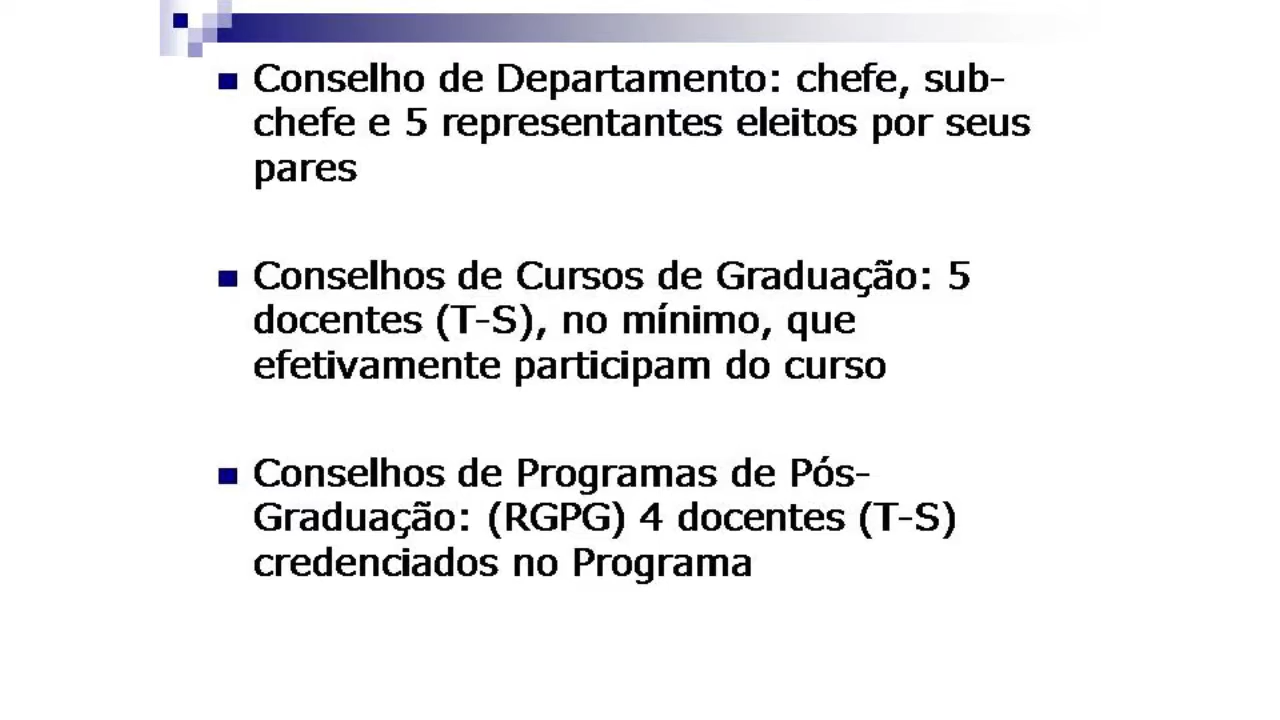 Conselho de Departamento: chefe, sub-
chefe e 5 representantes eleitos por seus
pares
Conselhos de Cursos de Graduação: 5
docentes (T-S), no mínimo, que
efetivamente participam do curso
Conselhos de Programas de Pós-
Graduação: (RGPG) 4 docentes (T-S)
credenciados no Programa